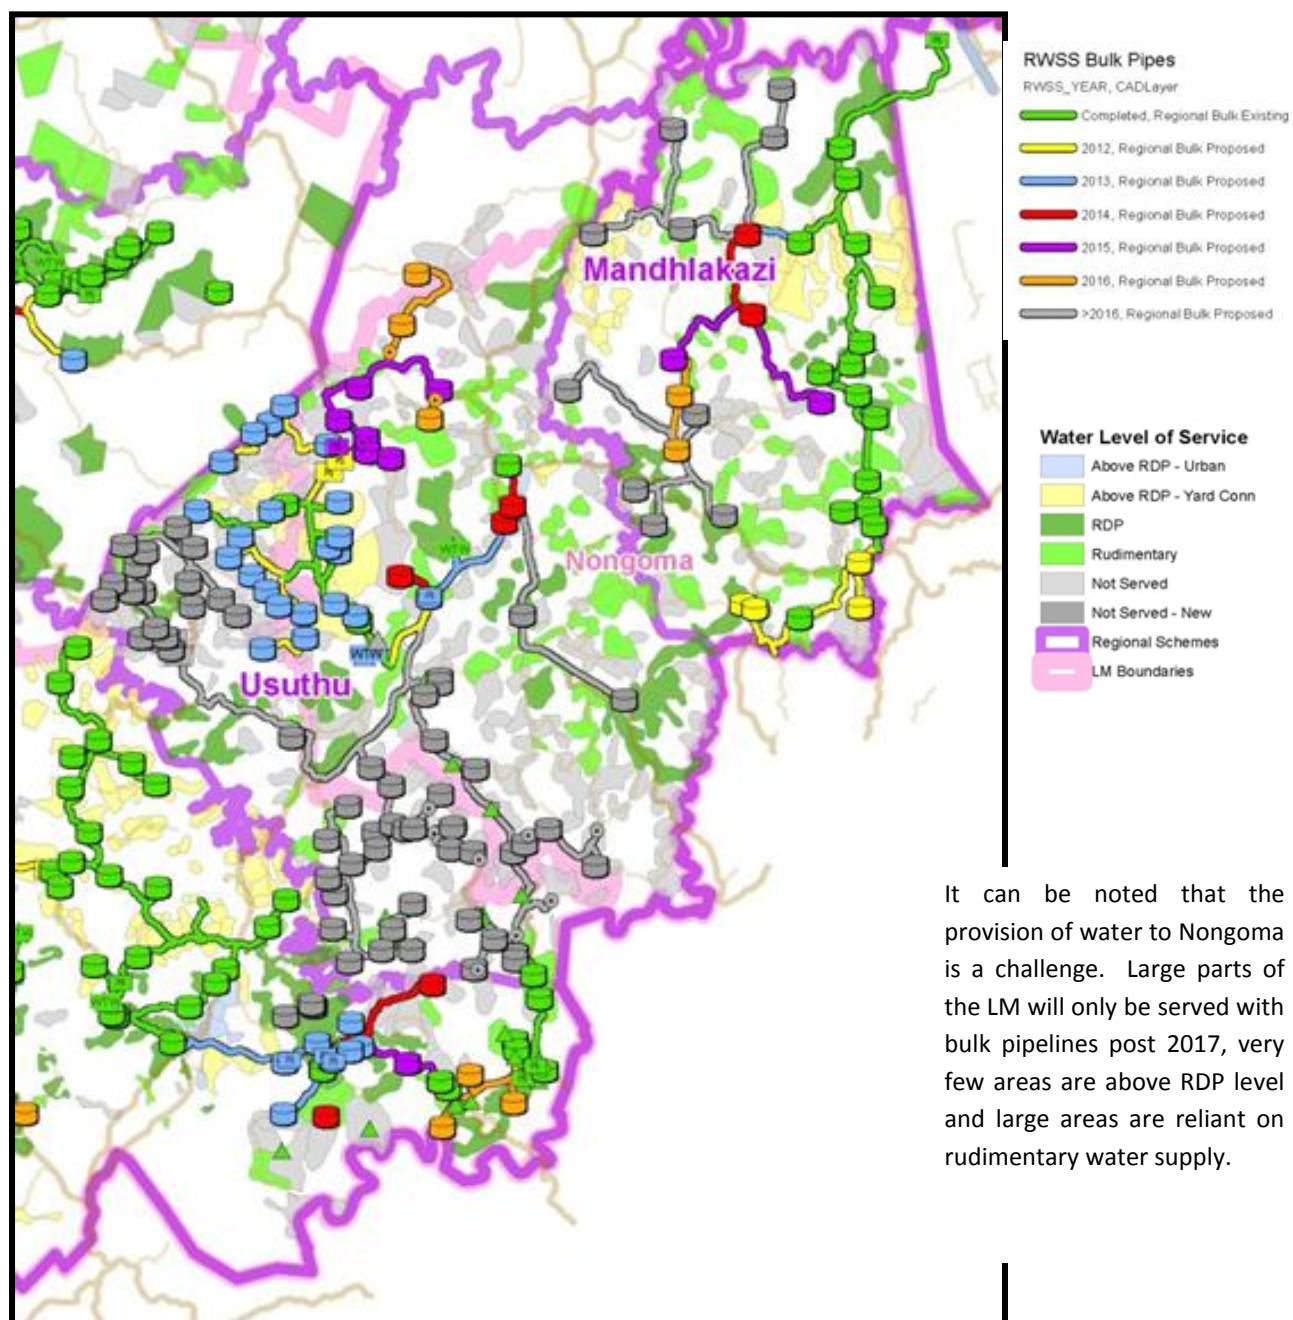 RWSS Bulk Pipes
RWSS_YEAR, CADLayer
Completed, Regional Bulk Existing
2012, Regional Bulk Proposed
2013, Regional Bulk Proposed
2014, Regional Bulk Proposed
2015, Regional Bulk Proposed
2016, Regional Bulk Proposed
>2016, Regional Bulk Proposed
Mandhlakazi
Water Level of Service
Above RDP - Urban
Above RDP - Yard Conn
RDP
Rudimentary
Not Served
Not Served - New
Regional Schemes
LM Boundaries
WTW
WTW
Nongoma
WTW
Usuthu
WTW
It can be noted that the
provision of water to Nongoma
is a challenge. Large parts of
the LM will only be served with
bulk pipelines post 2017, very
few areas are above RDP level
and large areas are reliant on
rudimentary water supply.